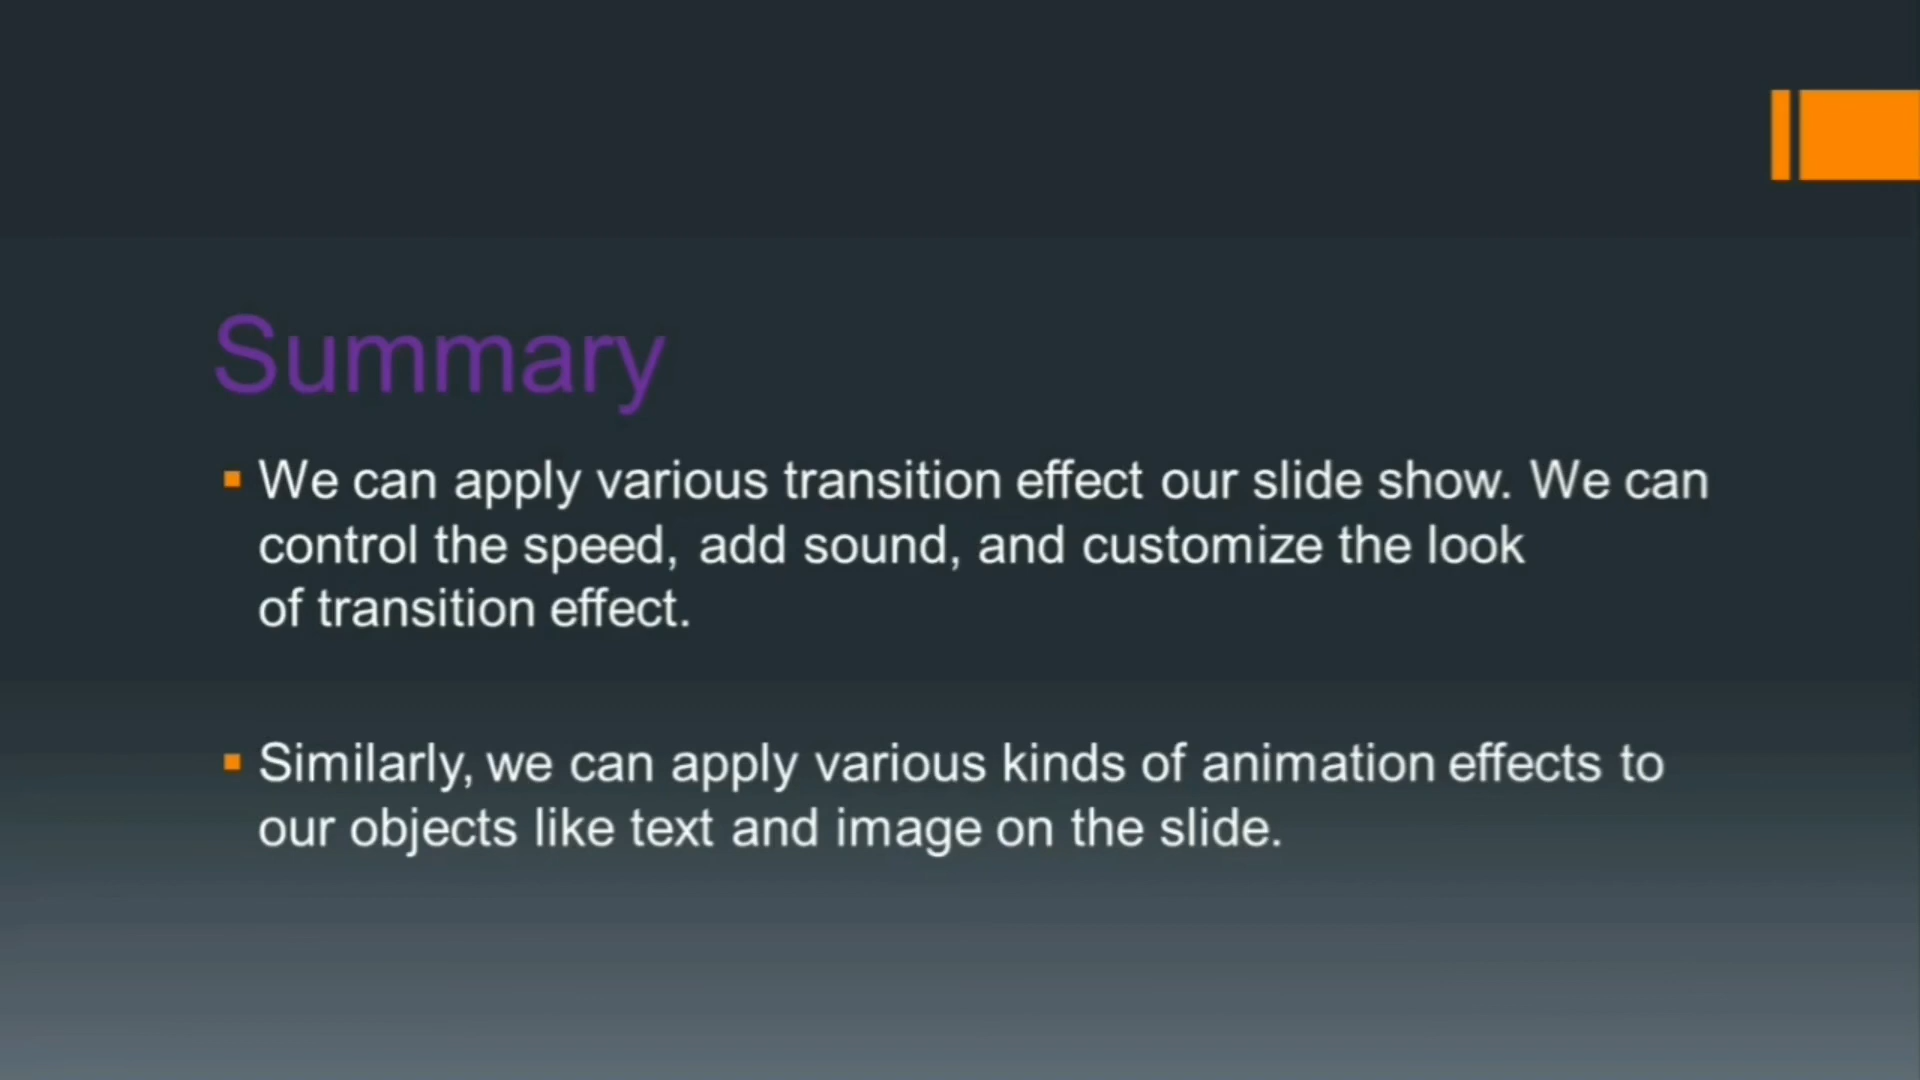 Summary
We can apply various transition effect our slide show. We can
control the speed, add sound, and customize the look
of transition effect.
Similarly, we can apply various kinds of animation effects to
our objects like text and image on the slide.